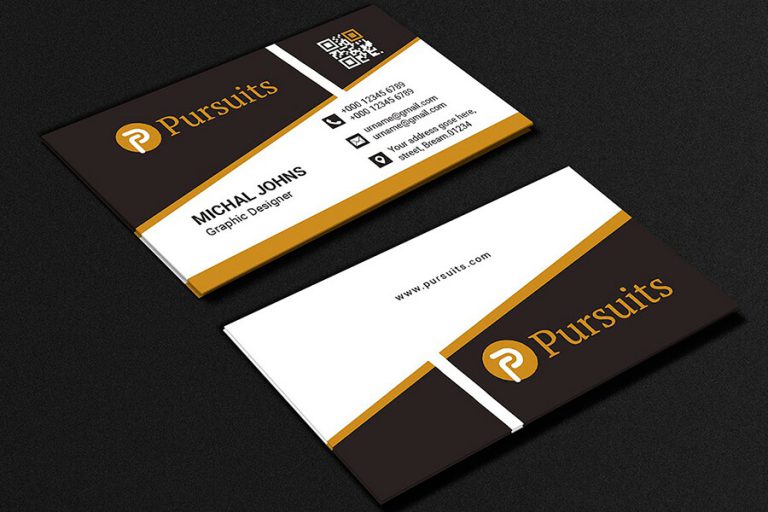 Pursuits
MICHAL JOHNS
Graphic Designer
+000 12345 6789
+000 12345 6789
urname@gmail.com
urname@gmail.com
Your address gose here,
street, Bream.01234
www.pursuits.com
Pursuits